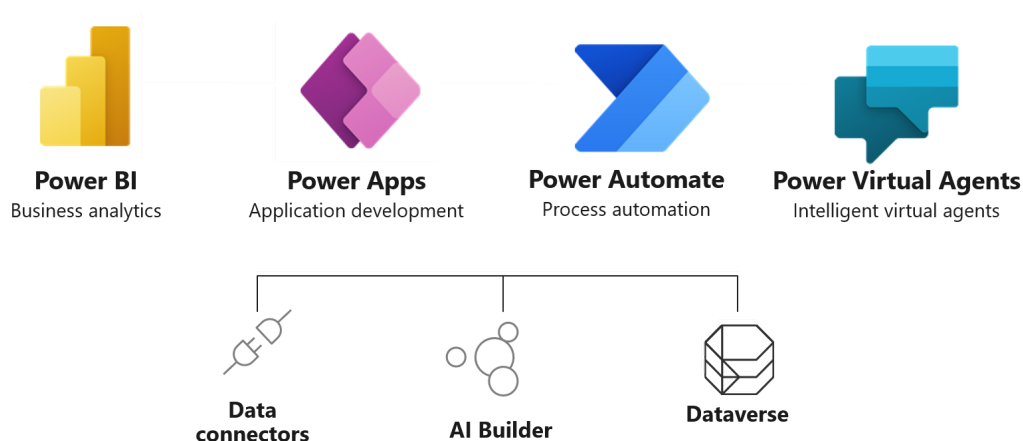 Power BI
Business analytics
Power Apps
Application development
Power Automate
Process automation
Power Virtual Agents
Intelligent virtual agents
Data
connectors
AI Builder
Dataverse